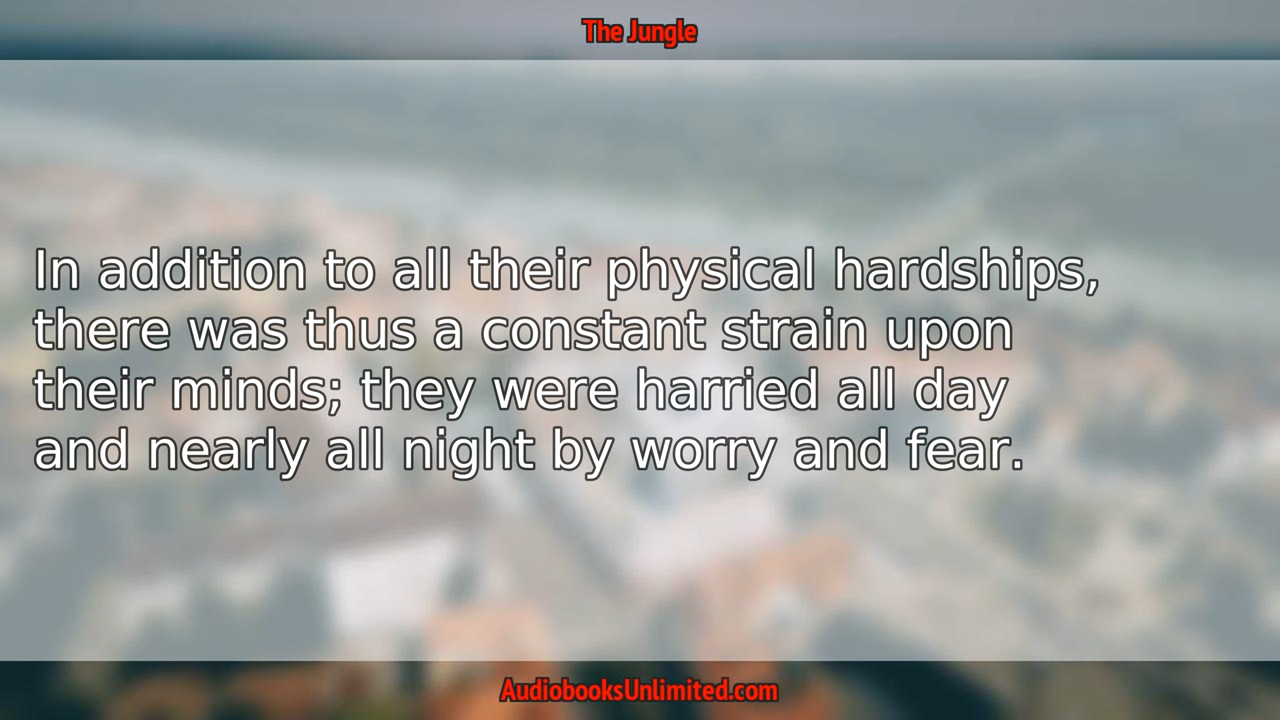 The Jungle
In addition to all their physical hardships,
there was thus a constant strain upon
their minds; they were harried all day
and nearly all night by worry and fear.
AudiobooksUnlimited.com